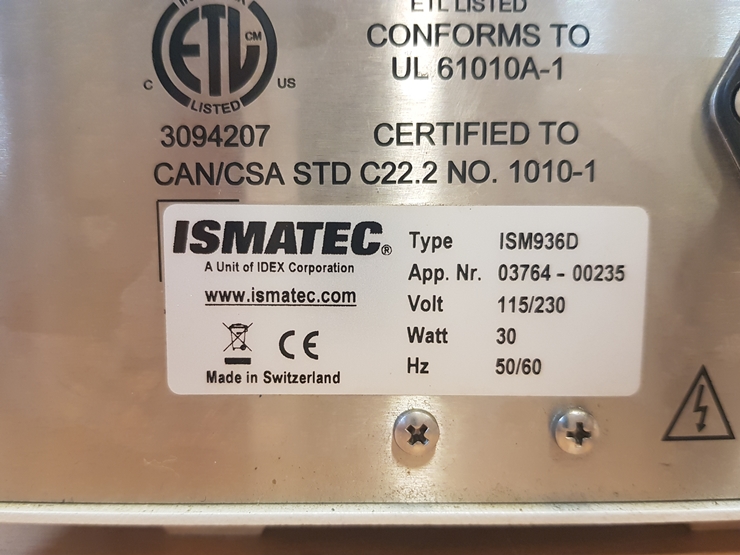 ETL LISTED
CONFORMS TO
UL 61010A-1
ETL CM
C US
LISTED
3094207
CERTIFIED TO
CAN/CSA STD C22.2 NO. 1010-1
ISMATEC®
A Unit of IDEX Corporation
www.ismatec.com
CE
Made in Switzerland
Type ISM936D
App. Nr. 03764 - 00235
Volt 115/230
Watt 30
Hz 50/60